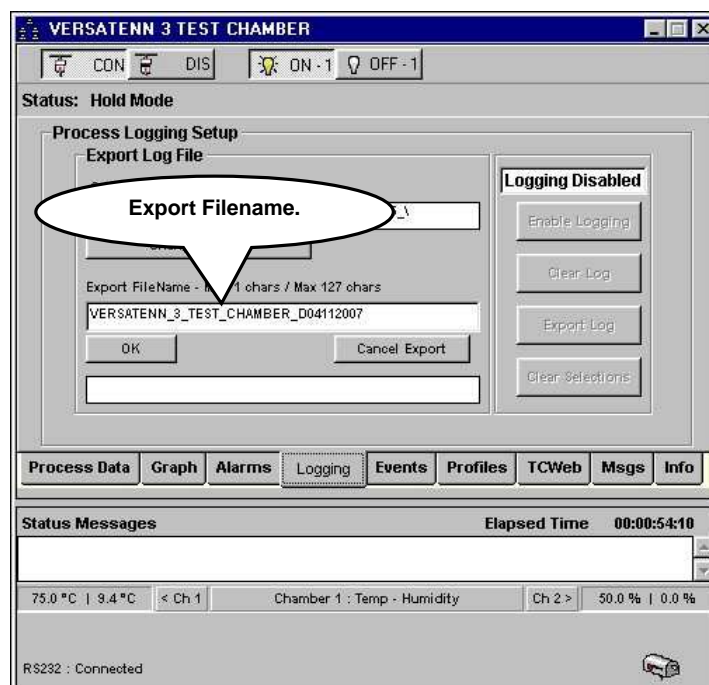 VERSATENN 3 TEST CHAMBER
CON DIS ON - 1 OFF - 1
Status: Hold Mode
Process Logging Setup
Export Log File
Logging Disabled
Export Filename.
Enable Logging
Clear Log
Export FileName - 1 chars / Max 127 chars
VERSATENN_3_TEST_CHAMBER_D04112007
Export Log
OK Cancel Export
Clear Selections
Process Data Graph Alarms Logging Events Profiles TCWeb Msgs Info
Status Messages Elapsed Time 00:00:54:10
75.0 °C | 9.4 °C < Ch 1 Chamber 1 : Temp - Humidity Ch 2 > 50.0 % | 0.0 %
RS232 : Connected